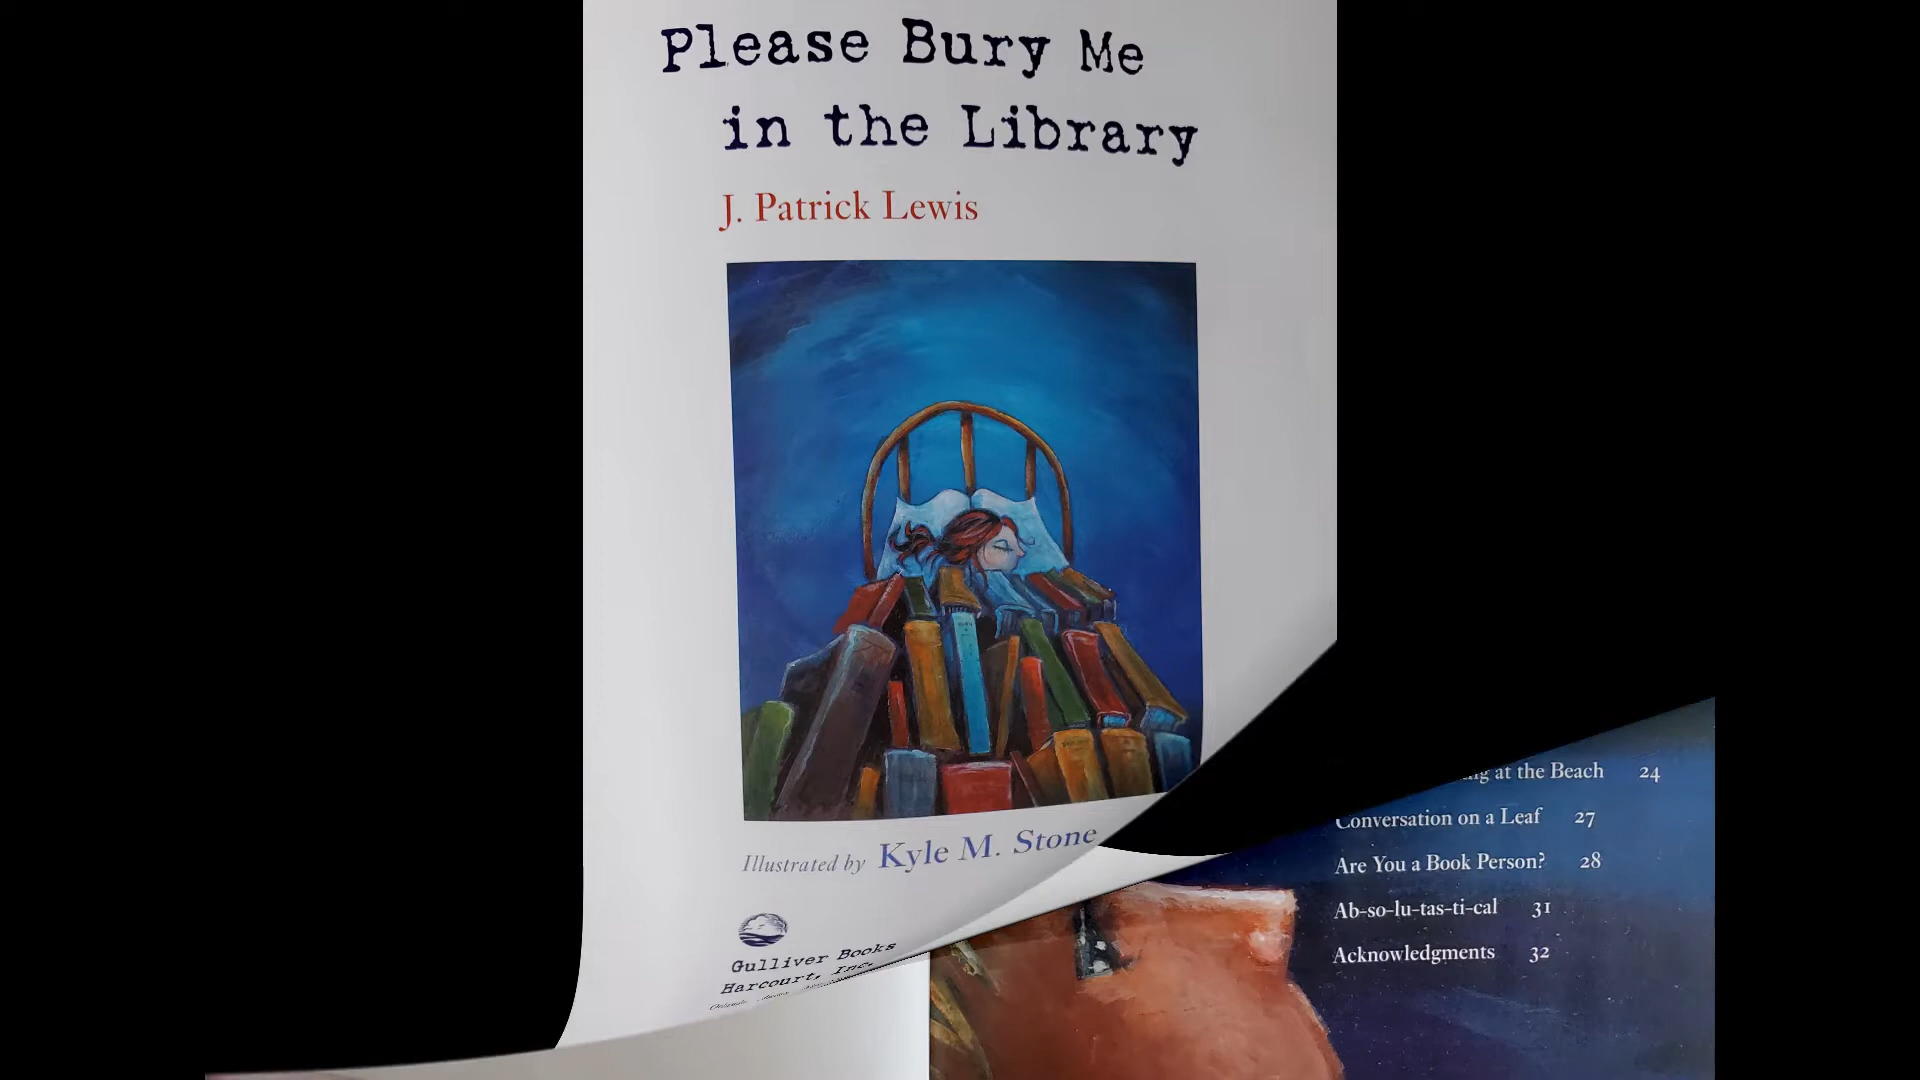 Please Bury Me
in the Library
J. Patrick Lewis
Illustrated by Kyle M. Stone
Gulliver Books
Harcourt, Inc.
at the Beach 24
Conversation on a Leaf 27
Are You a Book Person? 28
Ab-so-lu-tas-ti-cal 31
Acknowledgments 32